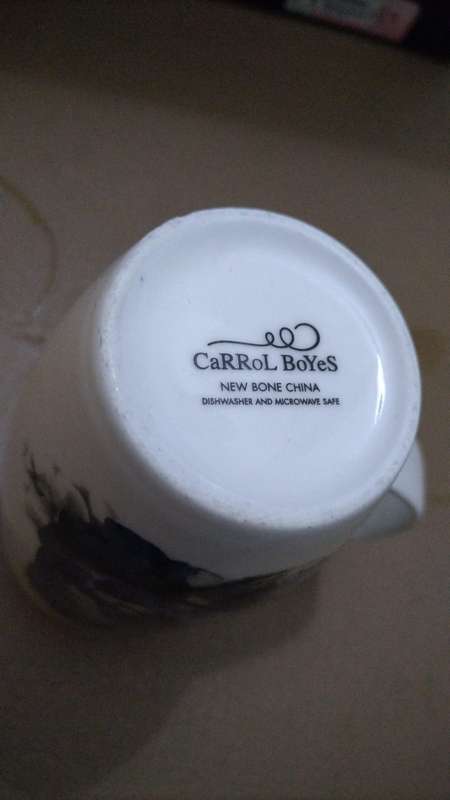 CaRRoL BoYeS
NEW BONE CHINA
DISHWASHER AND MICROWAVE SAFE